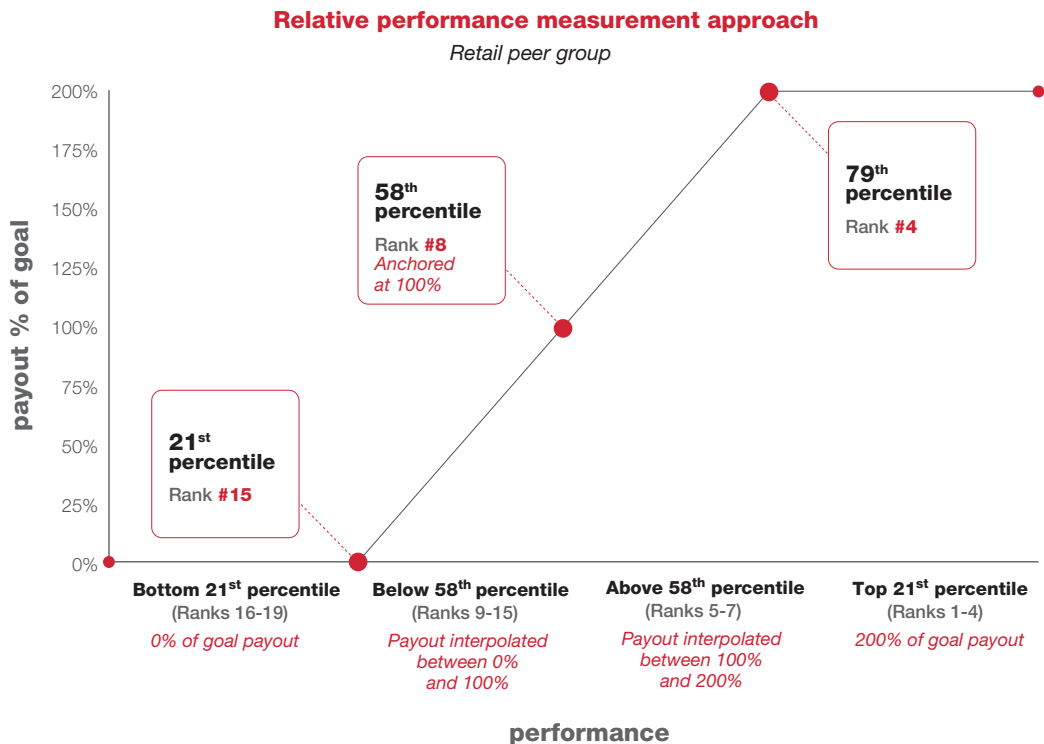 Relative performance measurement approach
Retail peer group
payout % of goal
200%
175%
150%
125%
100%
75%
50%
25%
0%
21st
percentile
Rank #15
58th
percentile
Rank #8
Anchored
at 100%
79th
percentile
Rank #4
Bottom 21st percentile
(Ranks 16-19)
0% of goal payout
Below 58th percentile
(Ranks 9-15)
Payout interpolated
between 0%
and 100%
Above 58th percentile
(Ranks 5-7)
Payout interpolated
between 100%
and 200%
Top 21st percentile
(Ranks 1-4)
200% of goal payout
performance